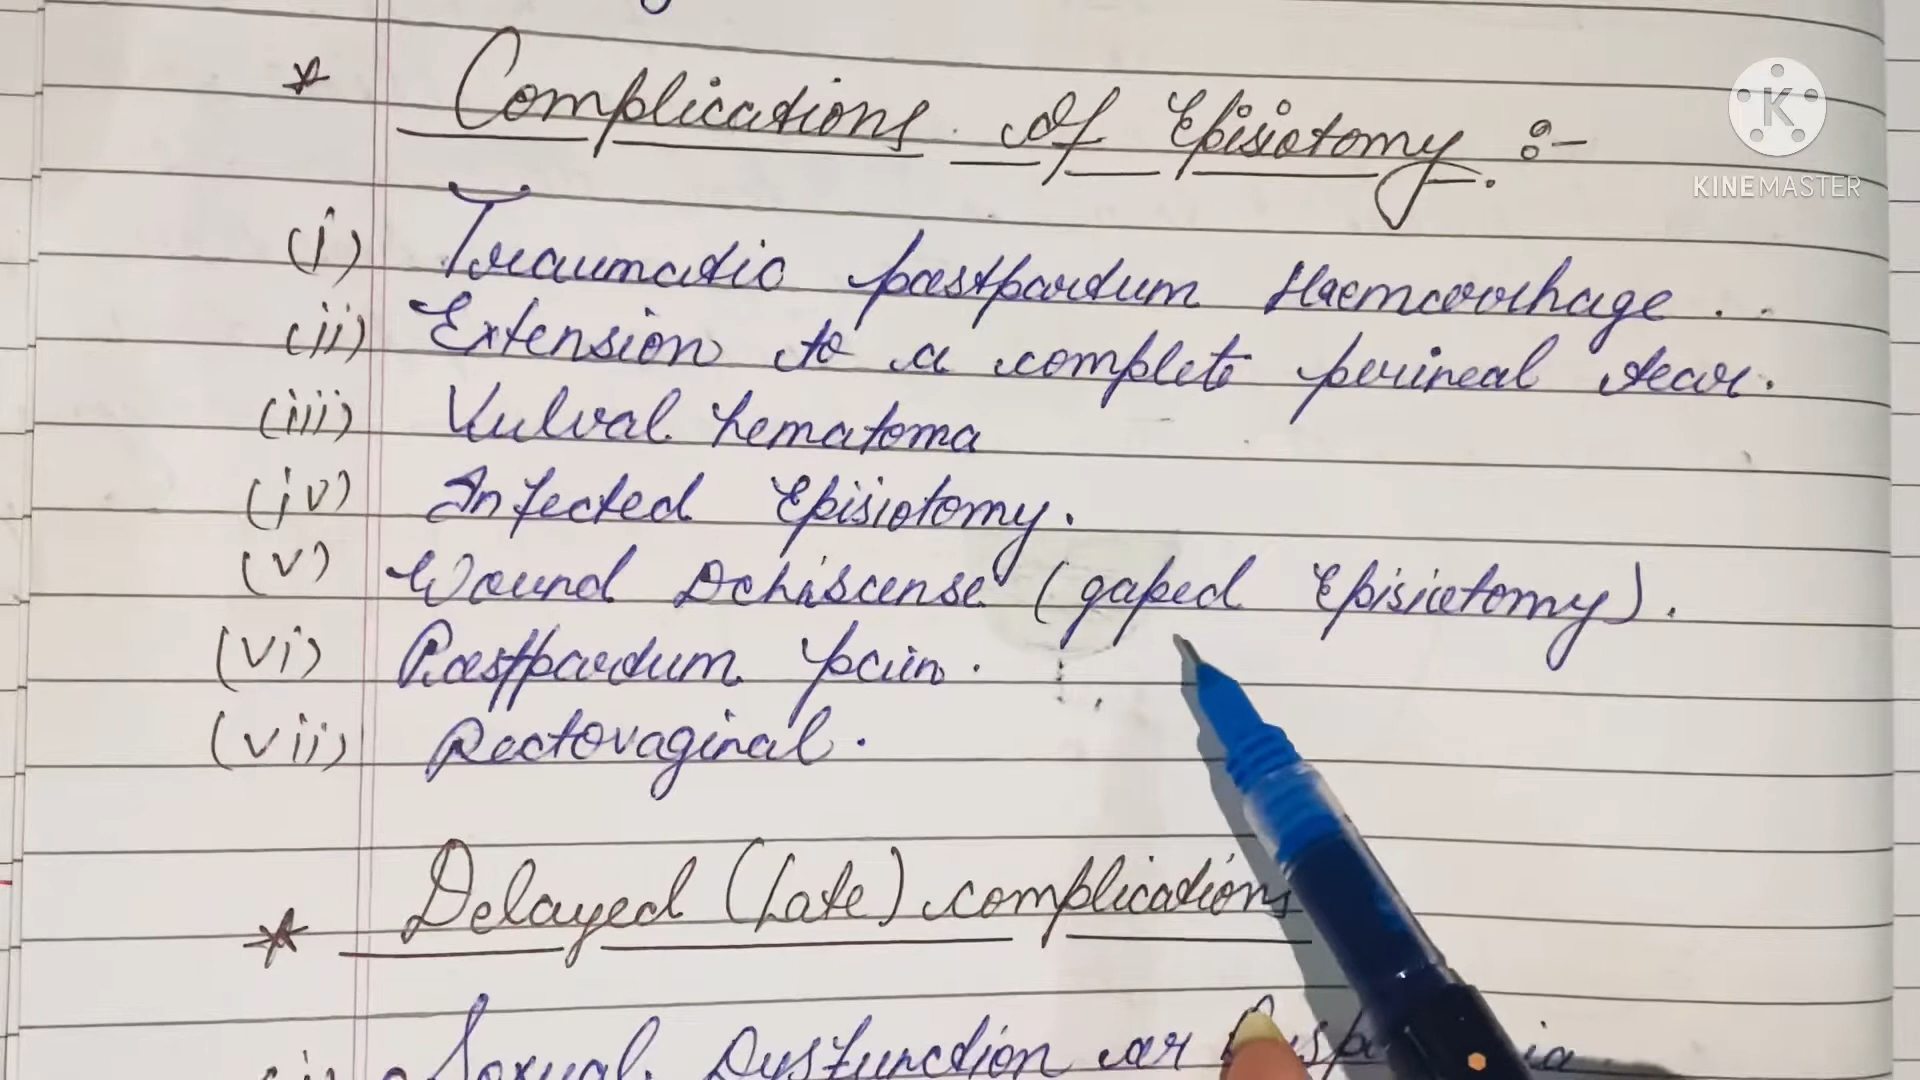 * Complications of Episiotomy :-
K
KINEMASTER
(i) Traumatic postpartum Haemorrhage ..
(ii) Extension to a complete perineal tear.
(iii) Vulval hematoma
(iv) Infected Episiotomy.
(v) Wound Dehiscense (gaped Episiotomy).
(vi) Postpartum pain.
(vii) Rectovaginal.
* Delayed (Late) complications
(i) Sexual Dysfunction or